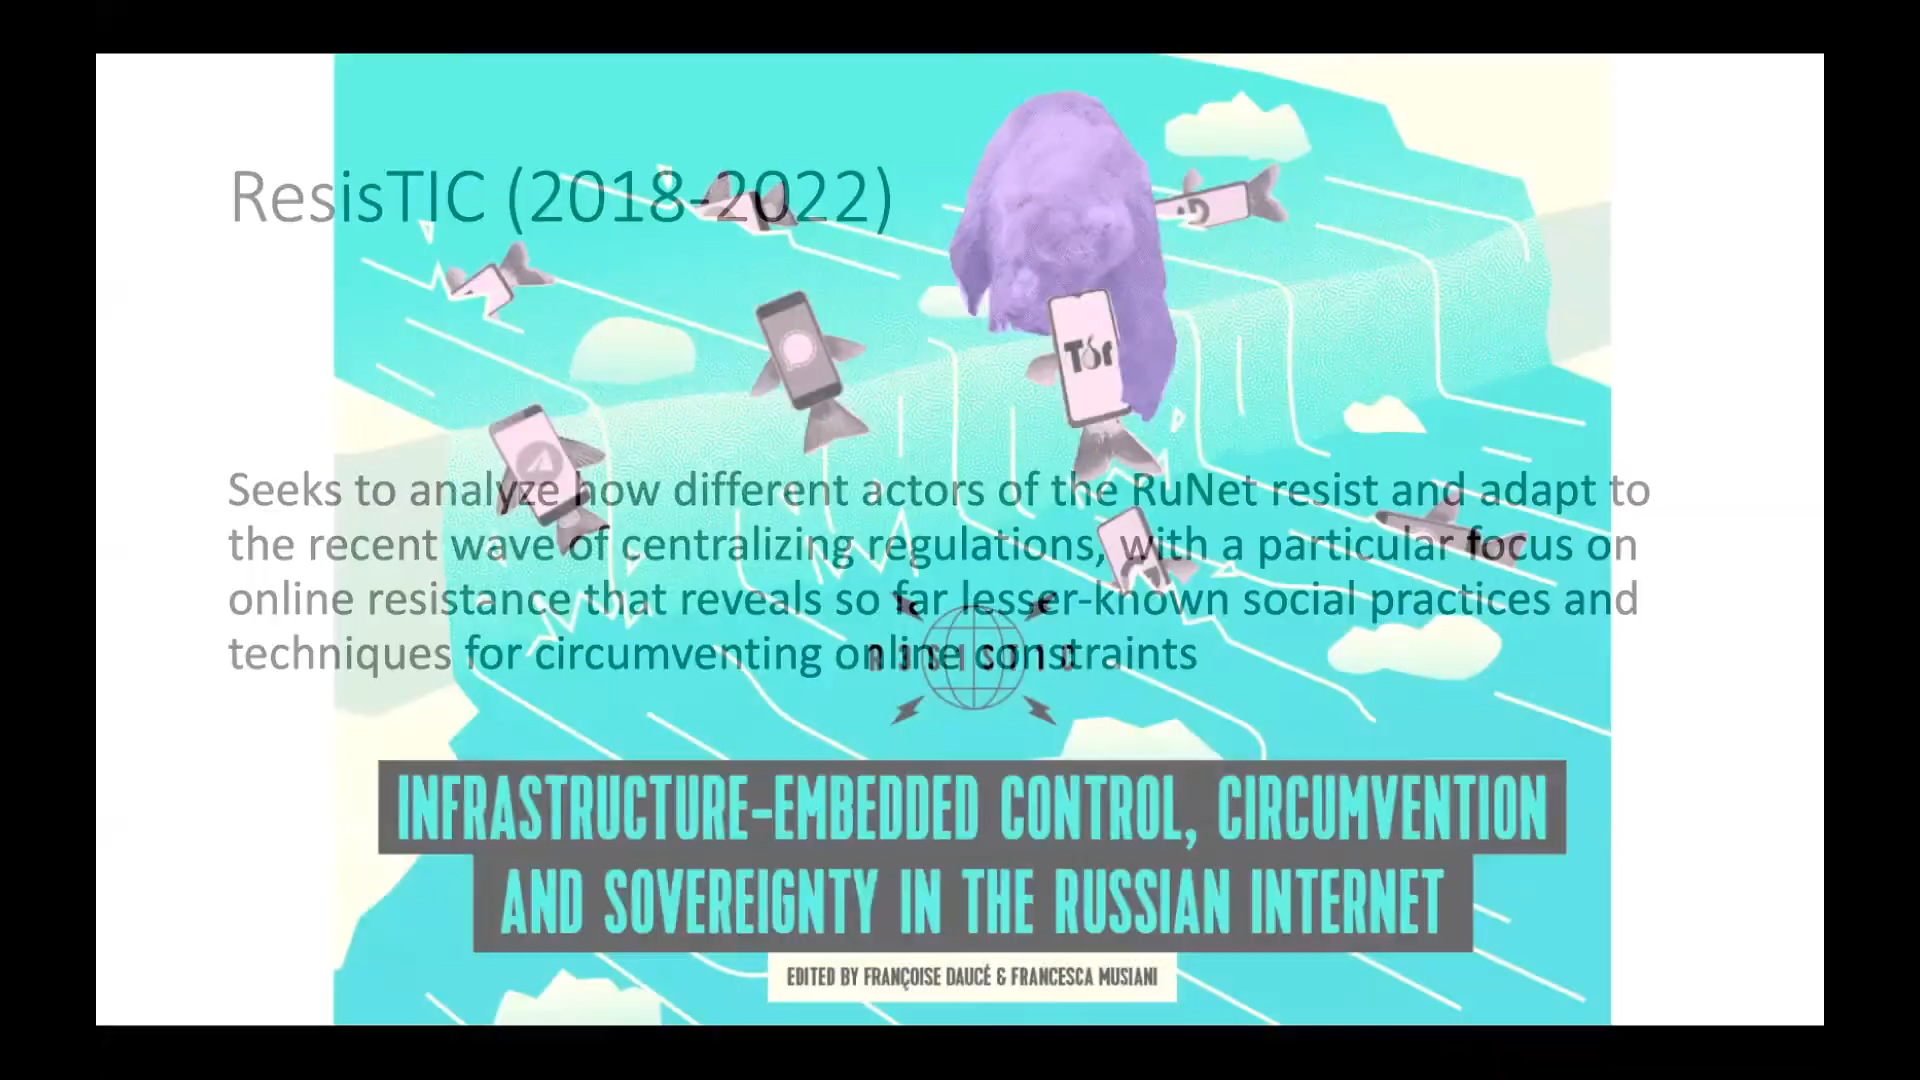 ResisTIC (2018-2022)
Tor
Seeks to analyze how different actors of the RuNet resist and adapt to
the recent wave of centralizing regulations, with a particular focus on
online resistance that reveals so far lesser-known social practices and
techniques for circumventing online constraints
INFRASTRUCTURE-EMBEDDED CONTROL, CIRCUMVENTION
AND SOVEREIGNTY IN THE RUSSIAN INTERNET
EDITED BY FRANÇOISE DAUCÉ & FRANCESCA MUSIANI